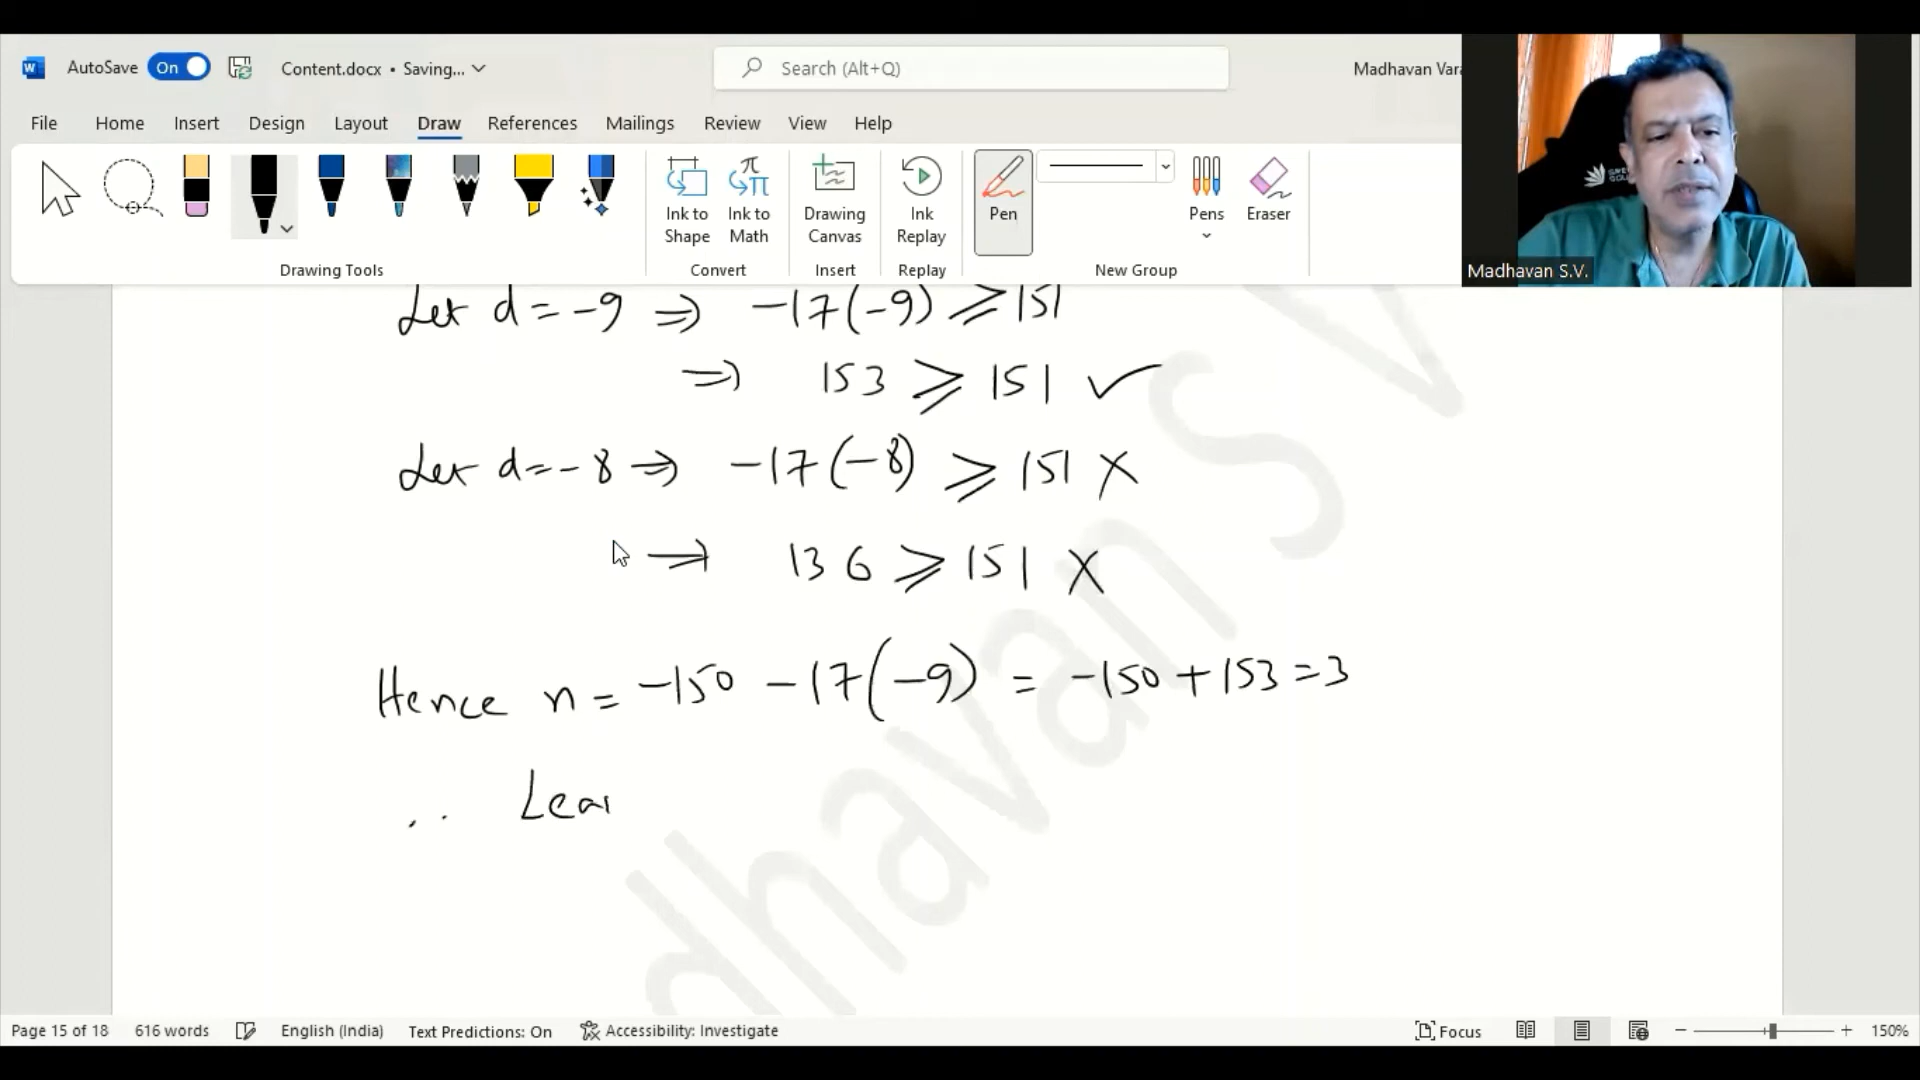 AutoSave On Content.docx • Saving... Search (Alt+Q) Madhavan Vara
File Home Insert Design Layout Draw References Mailings Review View Help
Ink to Shape Ink to Math Drawing Canvas Ink Replay Pen Pens Eraser
Drawing Tools Convert Insert Replay New Group
Madhavan S.V.
Let d = -9 ⇒ -17(-9) ⩾ 151
⇒ 153 ⩾ 151 ✓
Let d = -8 ⇒ -17(-8) ⩾ 151 X
⇒ 136 ⩾ 151 X
Hence n = -150 -17(-9) = -150 + 153 = 3
.. Lea
dhavan S V
Page 15 of 18 616 words English (India) Text Predictions: On Accessibility: Investigate Focus 150%